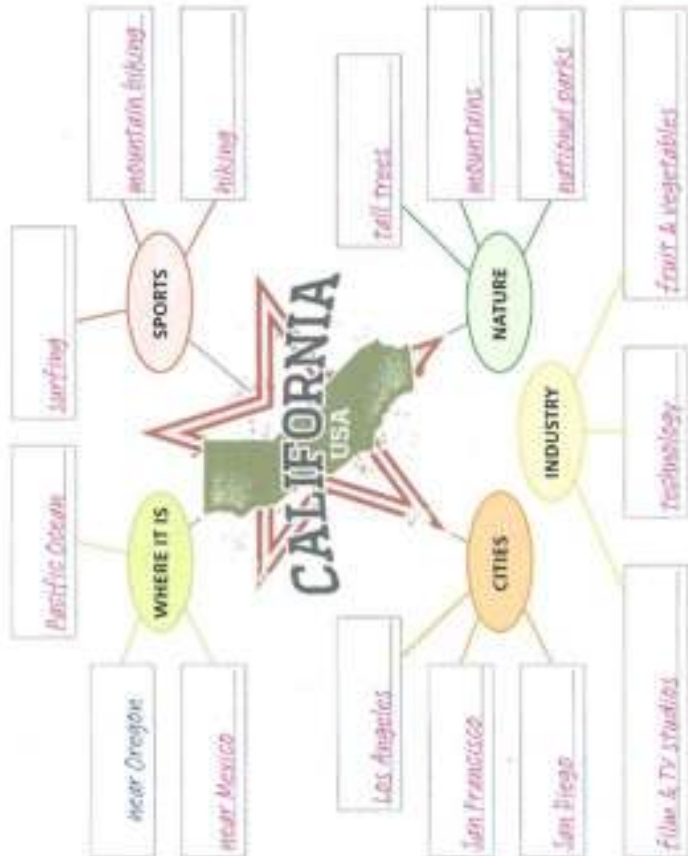 Pacific Ocean
surfing
near Oregon
mountain biking
WHERE IT IS
SPORTS
near Mexico
hiking
CALIFORNIA
USA
Los Angeles
tall trees
San Francisco
mountains
CITIES
NATURE
San Diego
national parks
INDUSTRY
film & TV studios
technology
fruit & vegetables